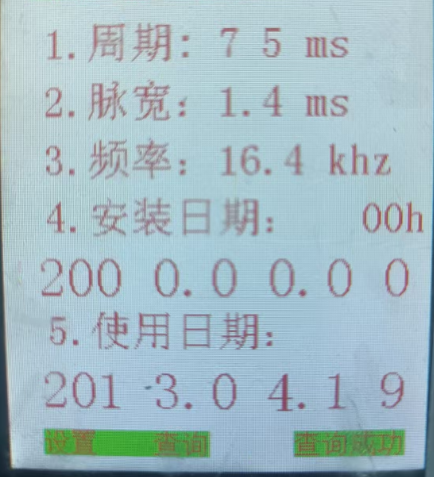 1.周期: 7 5 ms
2.脉宽: 1.4 ms
3.频率: 16.4 khz
4.安装日期: 00h
200 0.0 0.0 0
5.使用日期:
201 3.0 4.1 9
设置 查询 查询成功